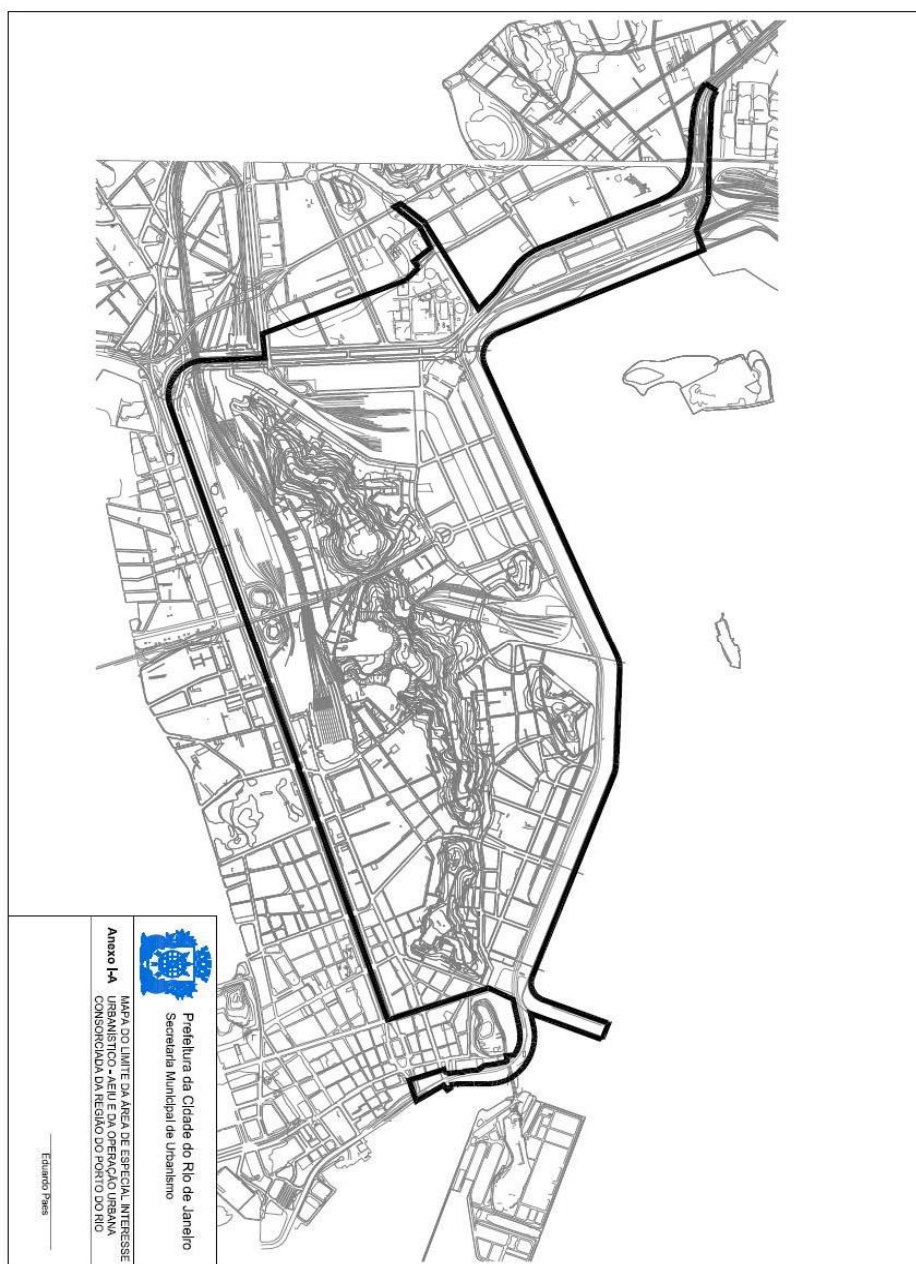 Prefeitura da Cidade do Rio de Janeiro
Secretaria Municipal de Urbanismo
Anexo I-A
MAPA DO LIMITE DA ÁREA DE ESPECIAL INTERESSE
URBANÍSTICO - AEIU E DA OPERAÇÃO URBANA
CONSORCIADA DA REGIÃO DO PORTO DO RIO
Eduardo Paes